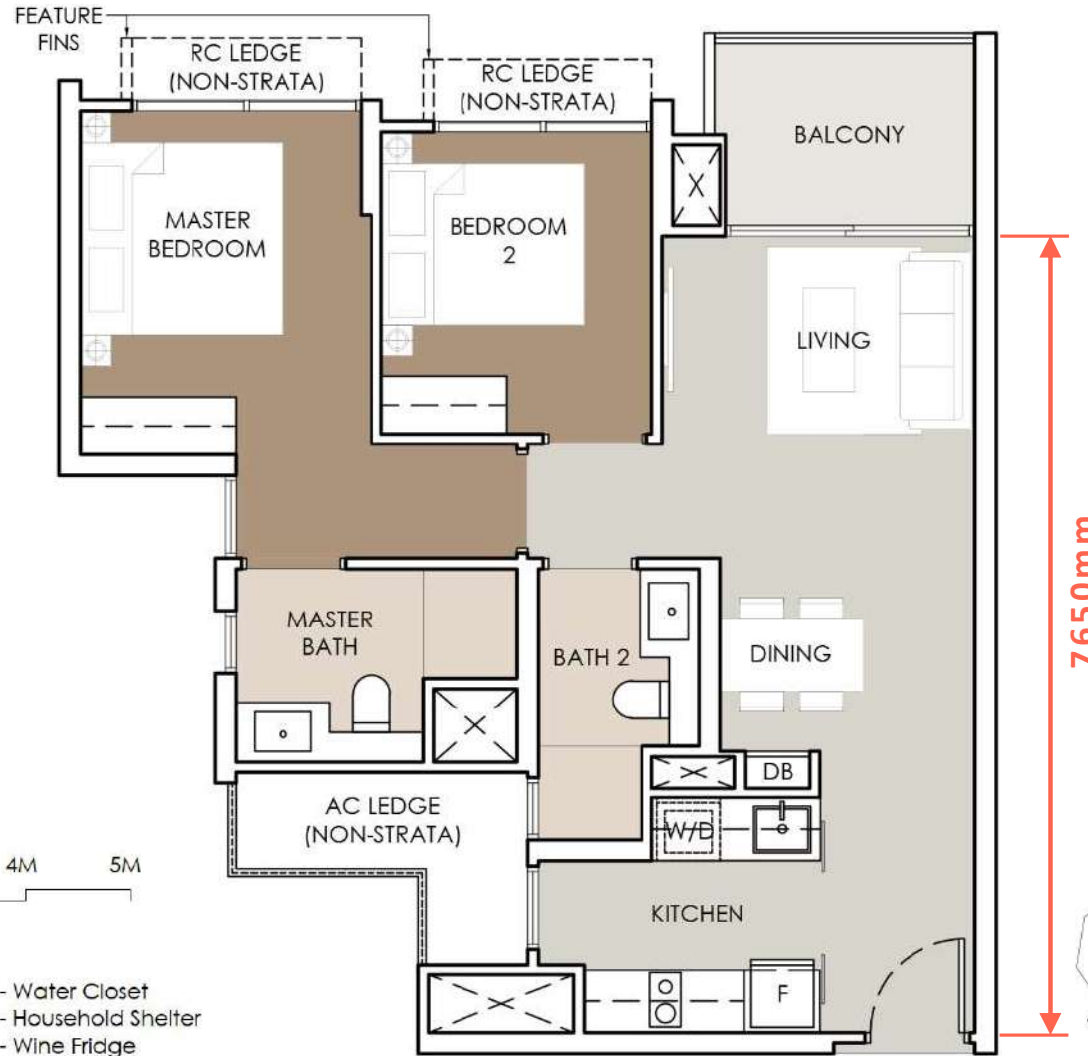 FEATURE
FINS
RC LEDGE
(NON-STRATA)
RC LEDGE
(NON-STRATA)
BALCONY
X
MASTER
BEDROOM
BEDROOM
2
LIVING
7650mm
MASTER
BATH
BATH 2
DINING
X
X
DB
AC LEDGE
(NON-STRATA)
W/D
4M 5M
KITCHEN
F
- Water Closet
- Household Shelter
- Wine Fridge